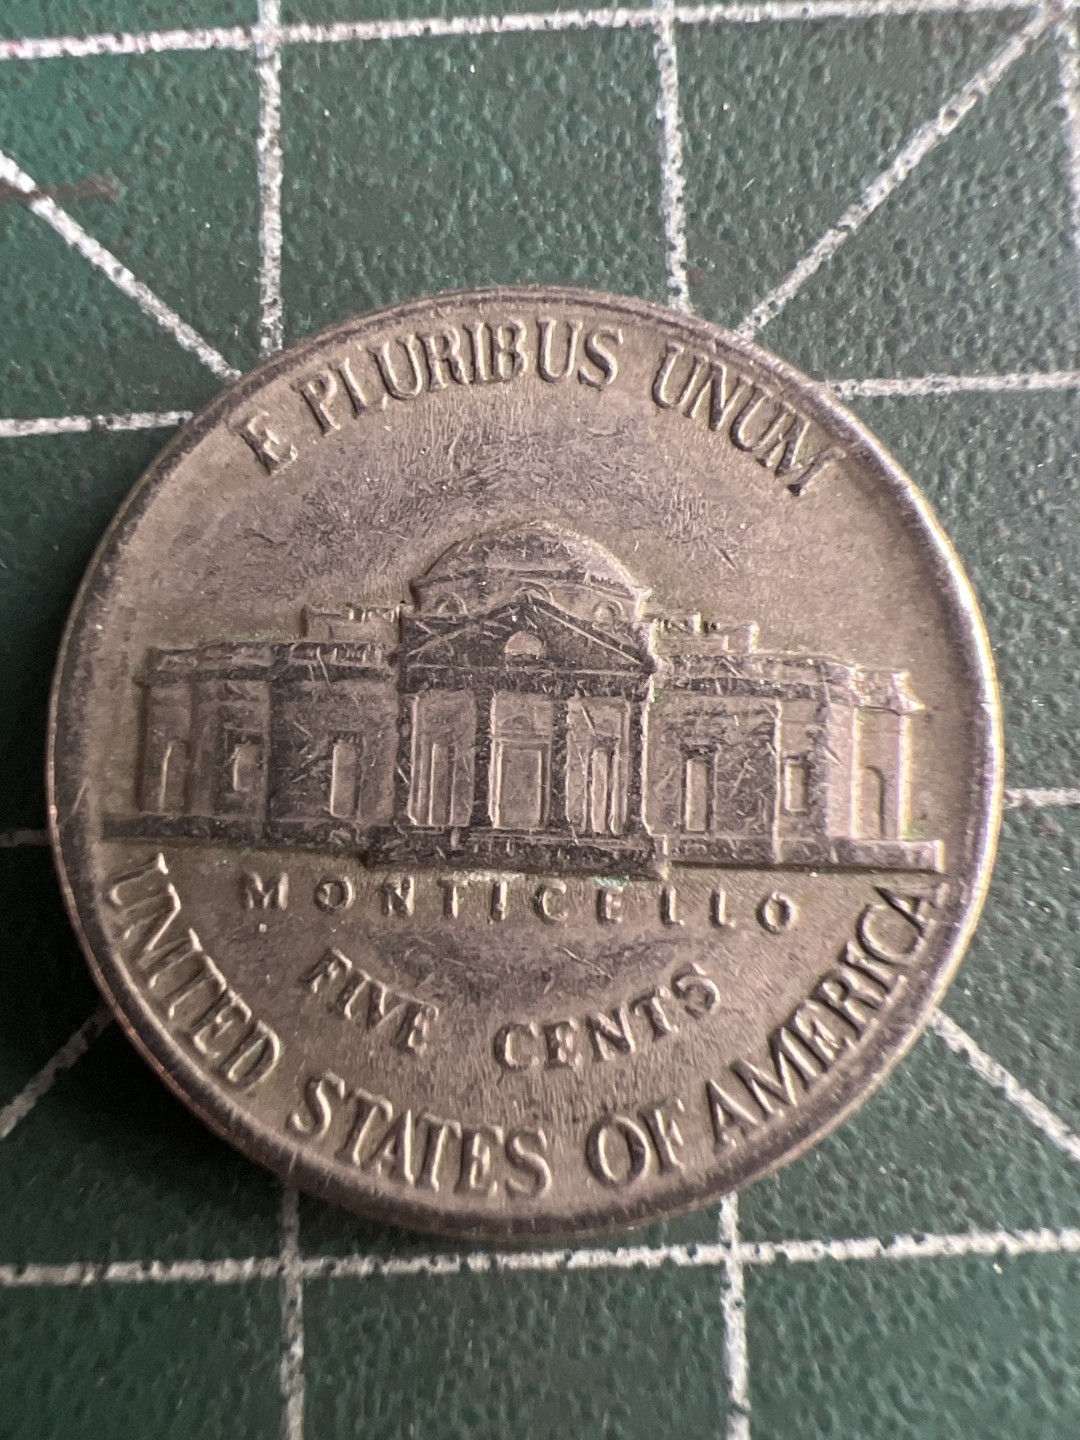 E PLURIBUS UNUM
MONTICELLO
FIVE CENTS
UNITED STATES OF AMERICA